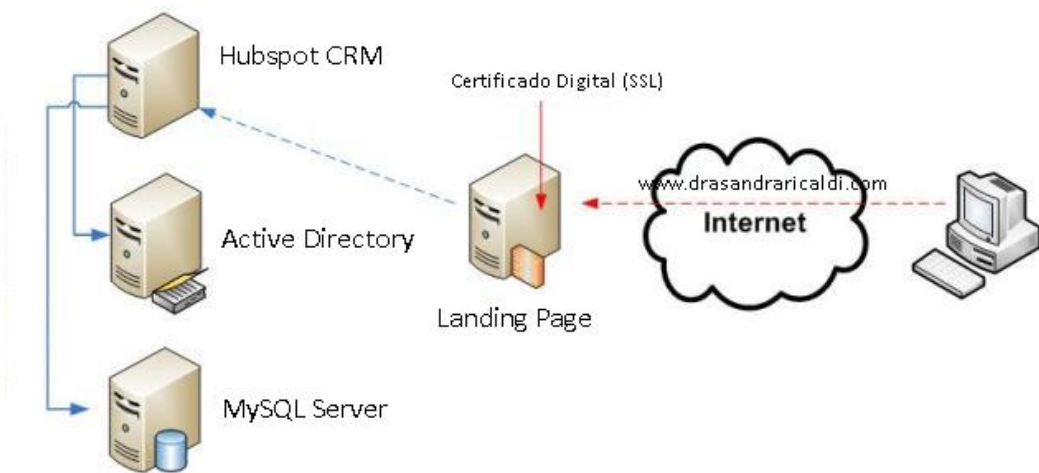 Hubspot CRM
Certificado Digital (SSL)
www.drasandraricaldi.com
Internet
Active Directory
Landing Page
MySQL Server